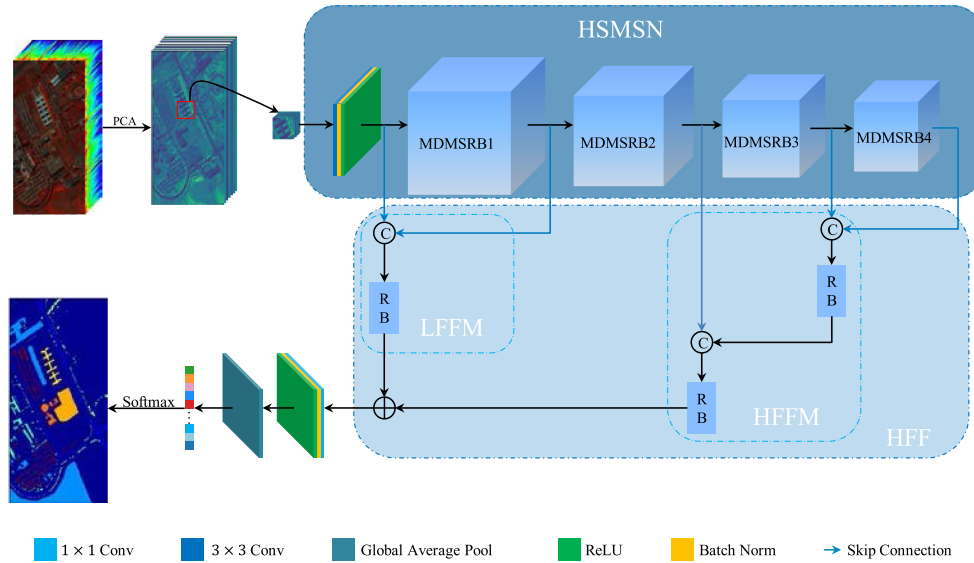 HSMSN
PCA
MDMSRB1
MDMSRB2
MDMSRB3
MDMSRB4
C
C
R
B
R
B
LFFM
C
R
B
HFFM
HFF
Softmax
1 × 1 Conv
3 × 3 Conv
Global Average Pool
ReLU
Batch Norm
Skip Connection